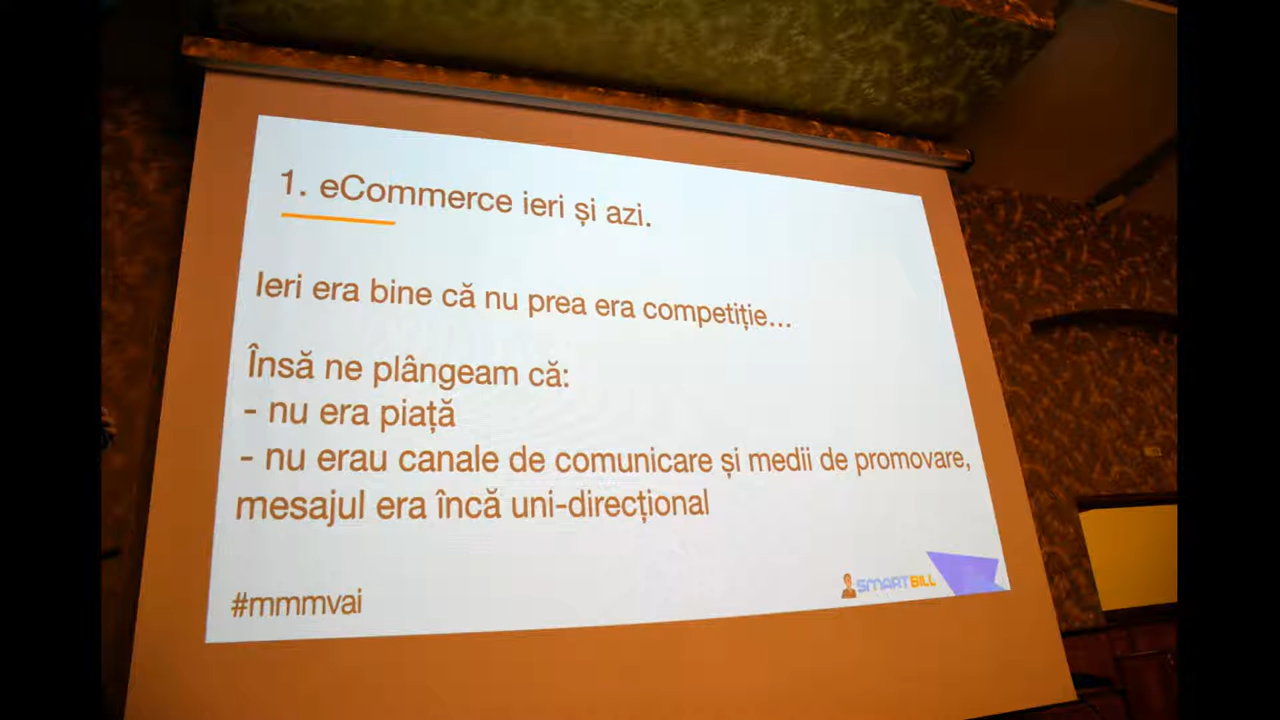 1. eCommerce ieri și azi.
Ieri era bine că nu prea era competiție...
Însă ne plângeam că:
- nu era piață
- nu erau canale de comunicare și medii de promovare,
mesajul era încă uni-direcțional
#mmmvai
SMARTBILL